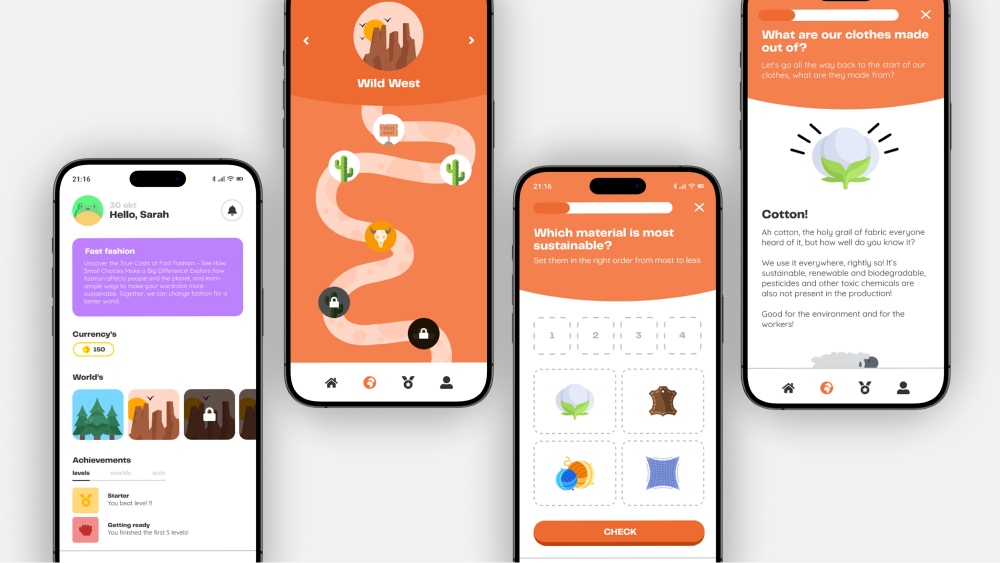 21:16
30 okt
Hello, Sarah
Fast fashion
Uncover the True Costs of Fast Fashion – See How
Small Choices Make a Big Difference! Explore how
fashion affects people and the planet, and learn
simple ways to make your wardrobe more
sustainable. Together, we can change fashion for a
better world.
Currency's
150
World's
Achievements
levels worlds quiz
Starter
You beat level 1!
Getting ready
You finished the first 5 levels!
Wild West
21:16
Which material is most
sustainable?
Set them in the right order from most to less
1 2 3 4
CHECK
What are our clothes made
out of?
Let's go all the way back to the start of our
clothes, what are they made from?
Cotton!
Ah cotton, the holy grail of fabric everyone
heard of it, but how well do you know it?
We use it everywhere, rightly so! It's
sustainable, renewable and biodegradable,
pesticides and other toxic chemicals are
also not present in the production!
Good for the environment and for the
workers!